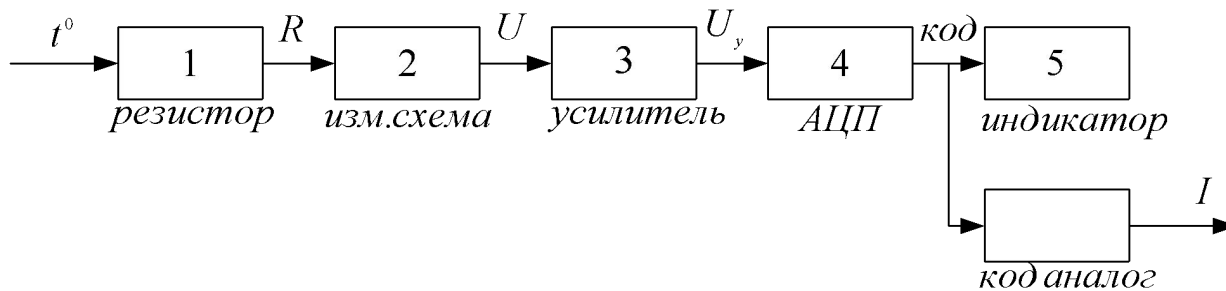 t⁰ R U Uу код
1 2 3 4 5
резистор изм.схема усилитель АЦП индикатор
I
код аналог